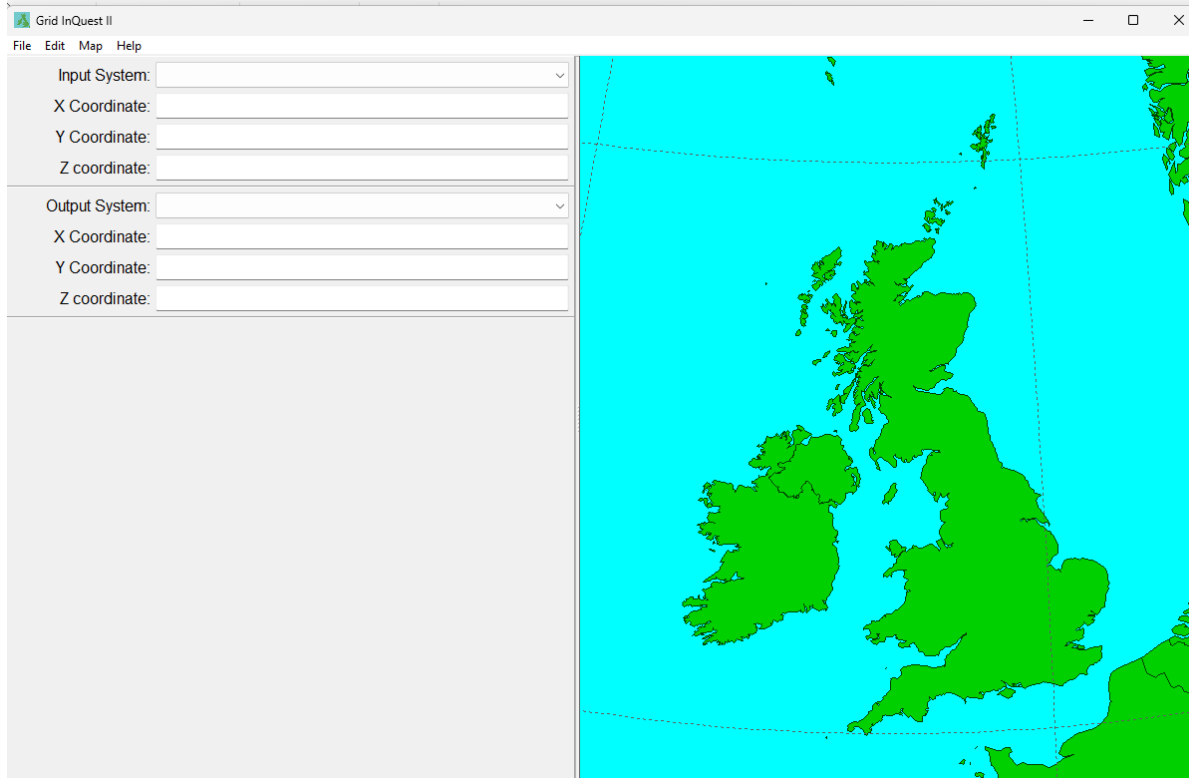 Grid InQuest II
File Edit Map Help
Input System:
X Coordinate:
Y Coordinate:
Z coordinate:
Output System:
X Coordinate:
Y Coordinate:
Z coordinate: